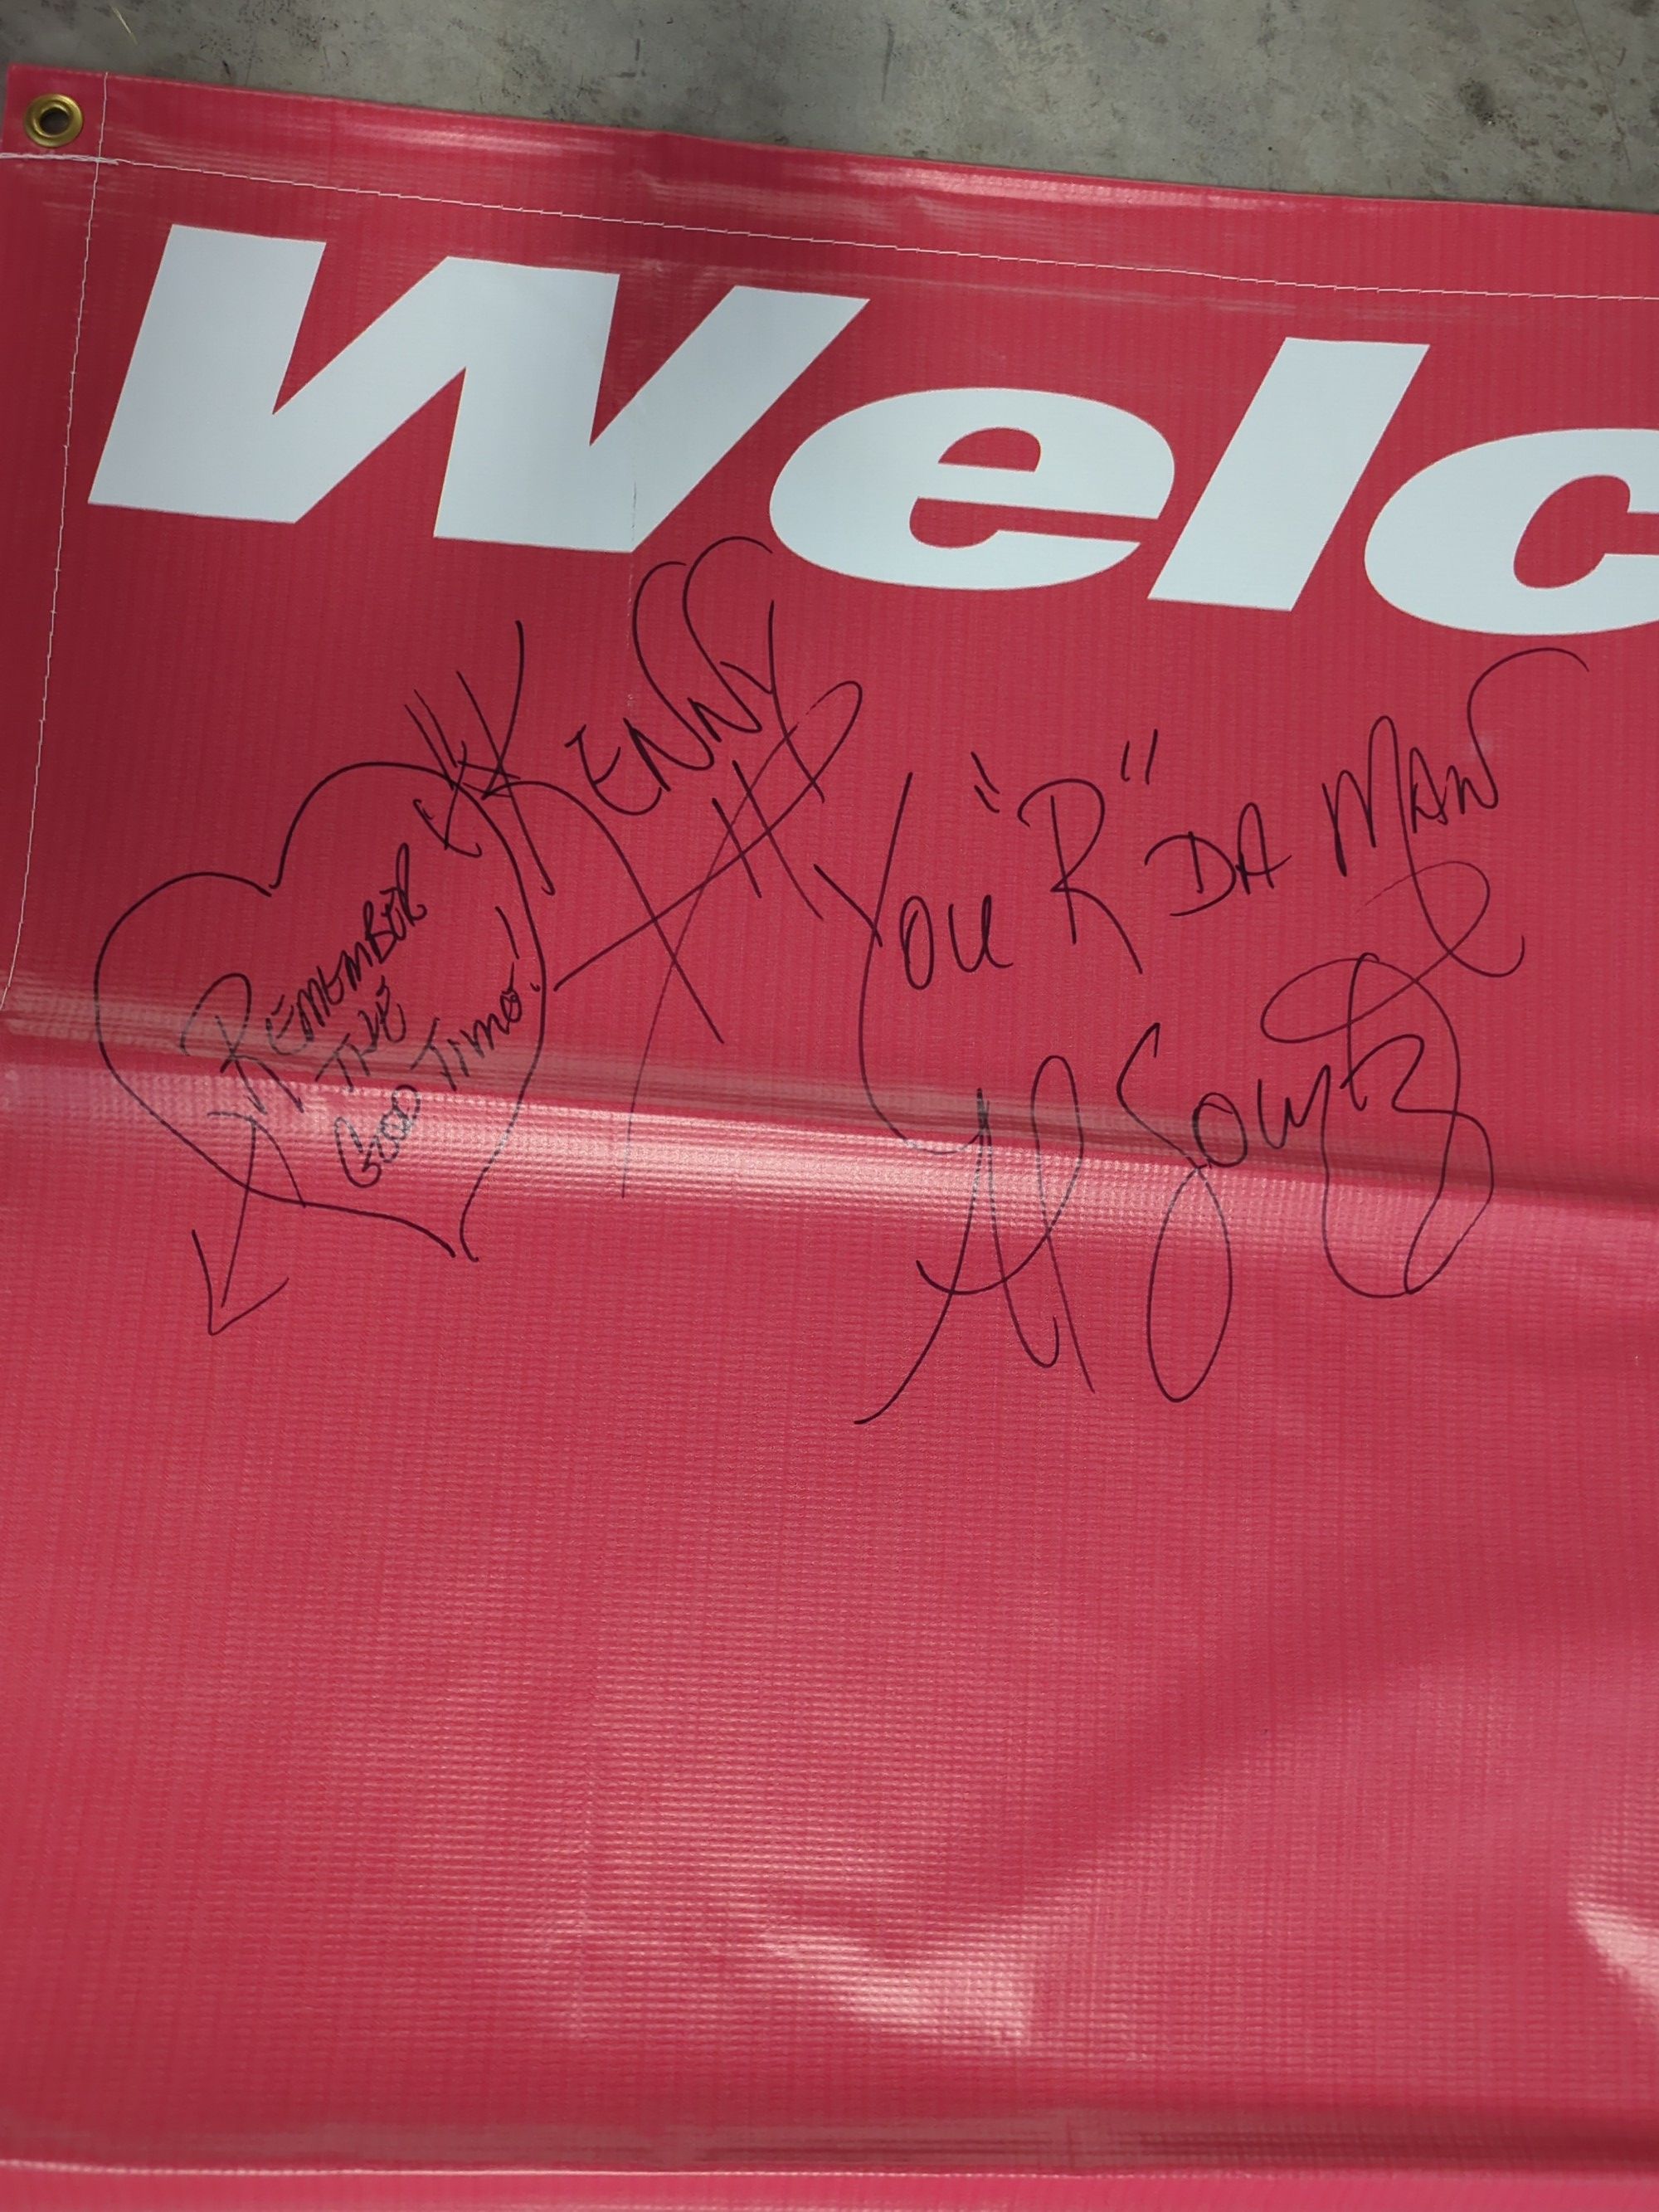 Welc
KENNY
YOU "R" DA MAN
REMEMBER
THE
GOOD TIMES!
Al